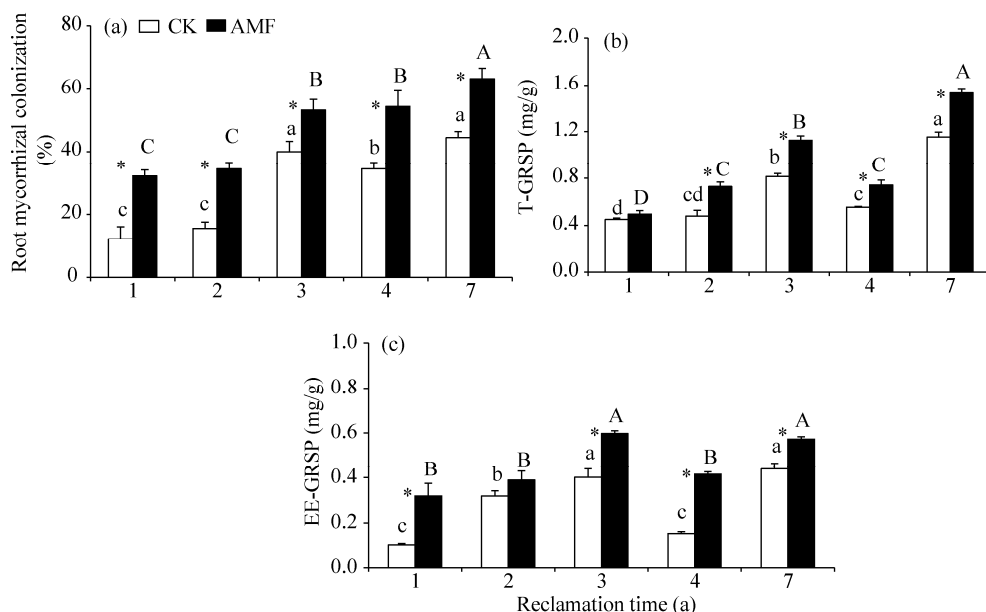 (a) CK AMF
Root mycorrhizal colonization
(%)
80
60
40
20
0
c * C
c * C
a * B
b * B
a * A
1 2 3 4 7
(b)
T-GRSP (mg/g)
2.0
1.6
1.2
0.8
0.4
0.0
d D
cd * C
b * B
c * C
a * A
1 2 3 4 7
(c)
EE-GRSP (mg/g)
1.0
0.8
0.6
0.4
0.2
0.0
c * B
b B
a * A
c * B
a * A
1 2 3 4 7
Reclamation time (a)